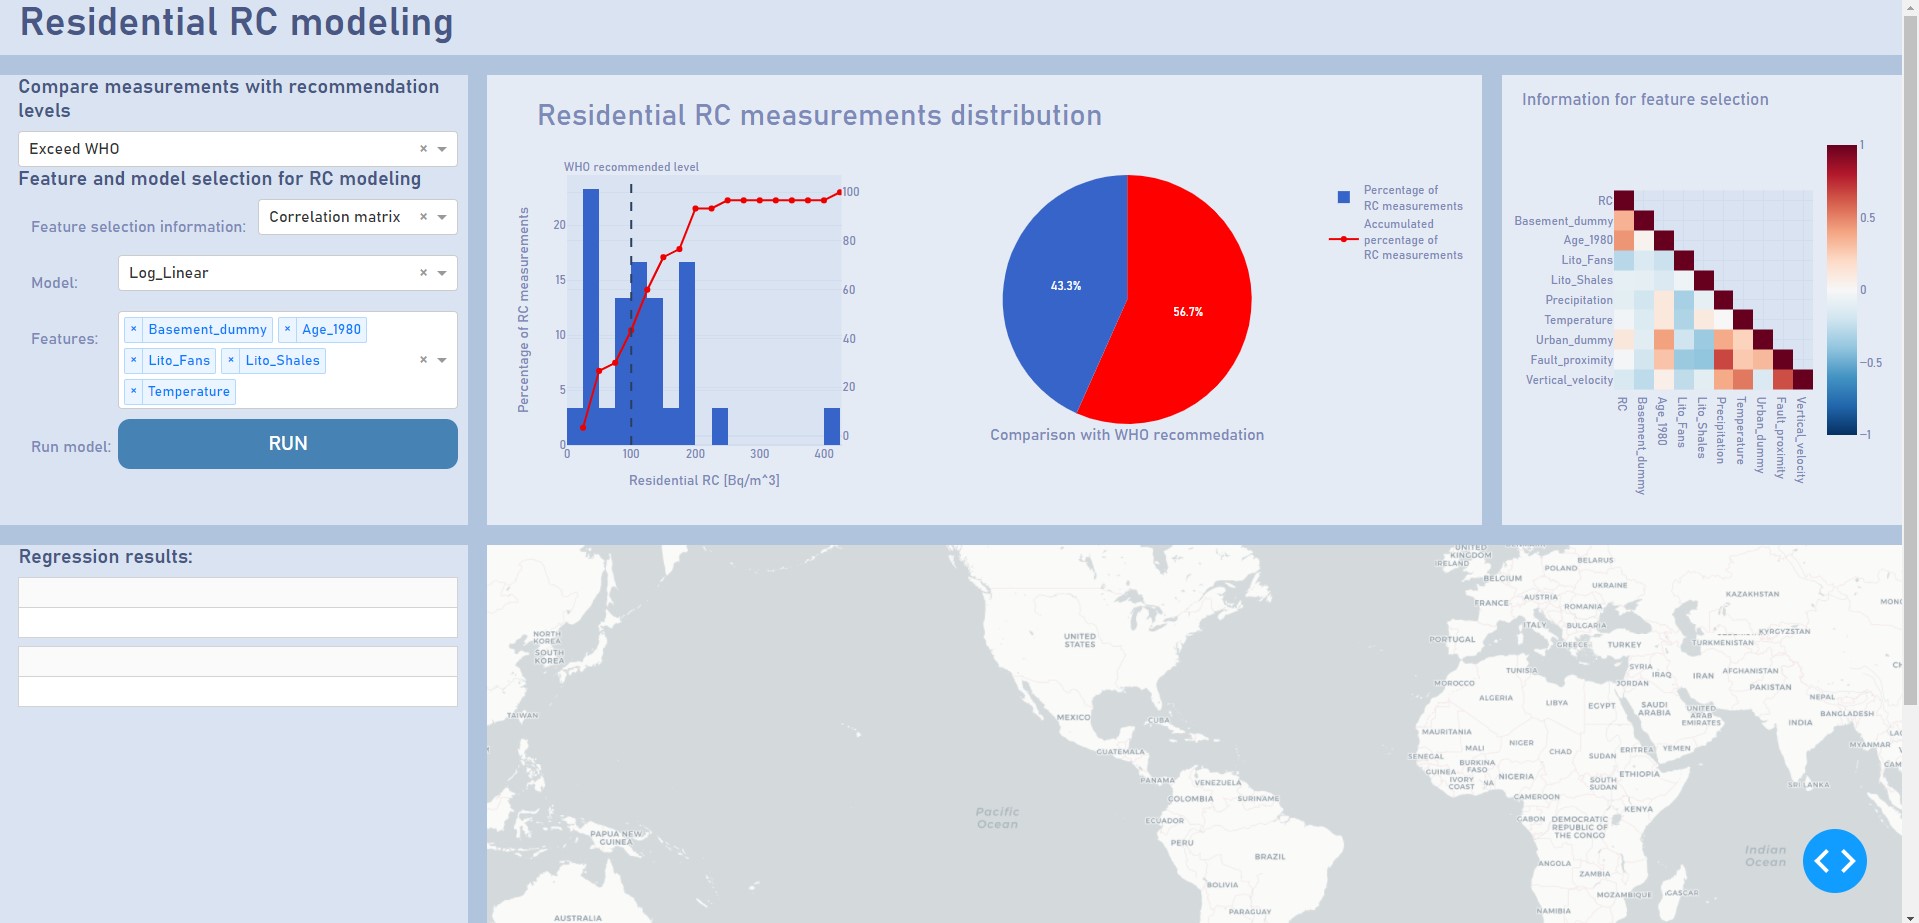 Residential RC modeling
Compare measurements with recommendation
levels
Exceed WHO
Feature and model selection for RC modeling
Feature selection information:
Correlation matrix
Model:
Log_Linear
Features:
× Basement_dummy × Age_1980
× Lito_Fans × Lito_Shales
× Temperature
Run model:
RUN
Residential RC measurements distribution
WHO recommended level
Percentage of RC measurements
0
5
10
15
20
0
20
40
60
80
100
0 100 200 300 400
Residential RC [Bq/m^3]
43.3%
56.7%
Comparison with WHO recommedation
Percentage of
RC measurements
Accumulated
percentage of
RC measurements
Information for feature selection
RC
Basement_dummy
Age_1980
Lito_Fans
Lito_Shales
Precipitation
Temperature
Urban_dummy
Fault_proximity
Vertical_velocity
RC
Basement_dummy
Age_1980
Lito_Fans
Lito_Shales
Precipitation
Temperature
Urban_dummy
Fault_proximity
Vertical_velocity
1
0.5
0
−0.5
−1
Regression results:
NORTH
KOREA
SOUTH
KOREA
TAIWAN
PAPUA NEW
GUINEA
AUSTRALIA
Pacific
Ocean
UNITED
STATES
MEXICO
CUBA
GUATEMALA
PANAMA
VENEZUELA
COLOMBIA
SURINAME
ECUADOR
PERU
BRAZIL
BOLIVIA
PARAGUAY
UNITED
KINGDOM
IRELAND
BELARUS
POLAND
BELGIUM
UKRAINE
AUSTRIA
FRANCE
ROMANIA
ITALY
BULGARIA
PORTUGAL
GREECE
TURKEY
KAZAKHSTAN
MONG
KYRGYZSTAN
TURKMENISTAN
TUNISIA
SYRIA
IRAQ
IRAN
AFGHANISTAN
MOROCCO
JORDAN
PAKISTAN
ALGERIA
LIBYA
EGYPT
SAUDI
ARABIA
UNITED
ARAB
EMIRATES
NEPAL
BANGLADESH
INDIA
MYANMAR
MAURITANIA
MALI
NIGER
CHAD
SUDAN
ERITREA
YEMEN
SENEGAL
BURKINA
FASO
GUINEA
IVORY
COAST
NIGERIA
SOUTH
SUDAN
ETHIOPIA
CAMEROON
SRI LANKA
KENYA
GABON
DEMOCRATIC
REPUBLIC OF
THE CONGO
Indian
Ocean
ANGOLA
ZAMBIA
MOZAMBIQUE
NAMIBIA